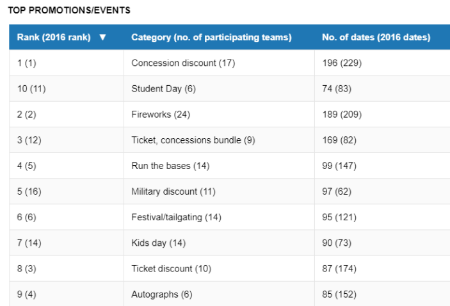 TOP PROMOTIONS/EVENTS
Rank (2016 rank) ▼ Category (no. of participating teams) No. of dates (2016 dates)
1 (1) Concession discount (17) 196 (229)
10 (11) Student Day (6) 74 (83)
2 (2) Fireworks (24) 189 (209)
3 (12) Ticket, concessions bundle (9) 169 (82)
4 (5) Run the bases (14) 99 (147)
5 (16) Military discount (11) 97 (62)
6 (6) Festival/tailgating (14) 95 (121)
7 (14) Kids day (14) 90 (73)
8 (3) Ticket discount (10) 87 (174)
9 (4) Autographs (6) 85 (152)